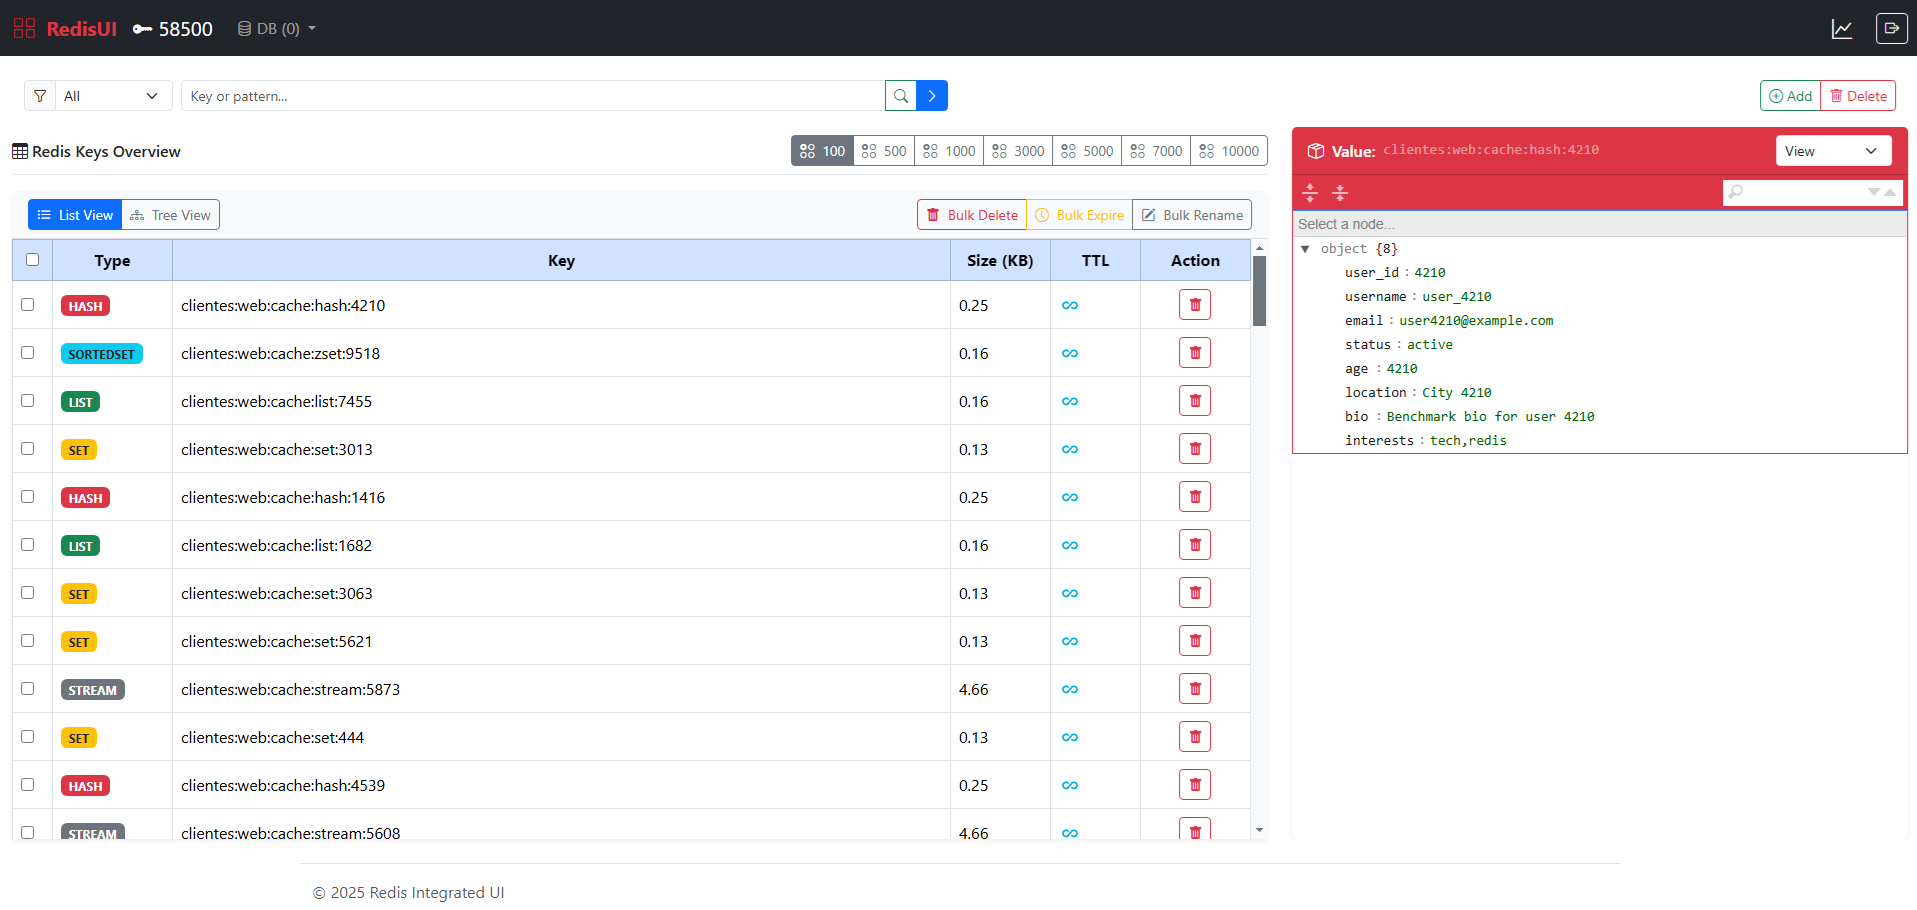 RedisUI 58500 DB (0)
All Key or pattern... Add Delete
Redis Keys Overview 100 500 1000 3000 5000 7000 10000
List View Tree View Bulk Delete Bulk Expire Bulk Rename
Type Key Size (KB) TTL Action
HASH clientes:web:cache:hash:4210 0.25
SORTEDSET clientes:web:cache:zset:9518 0.16
LIST clientes:web:cache:list:7455 0.16
SET clientes:web:cache:set:3013 0.13
HASH clientes:web:cache:hash:1416 0.25
LIST clientes:web:cache:list:1682 0.16
SET clientes:web:cache:set:3063 0.13
SET clientes:web:cache:set:5621 0.13
STREAM clientes:web:cache:stream:5873 4.66
SET clientes:web:cache:set:444 0.13
HASH clientes:web:cache:hash:4539 0.25
STREAM clientes:web:cache:stream:5608 4.66
Value: clientes:web:cache:hash:4210 View
Select a node...
object {8}
user_id : 4210
username : user_4210
email : user4210@example.com
status : active
age : 4210
location : City 4210
bio : Benchmark bio for user 4210
interests : tech,redis
© 2025 Redis Integrated UI